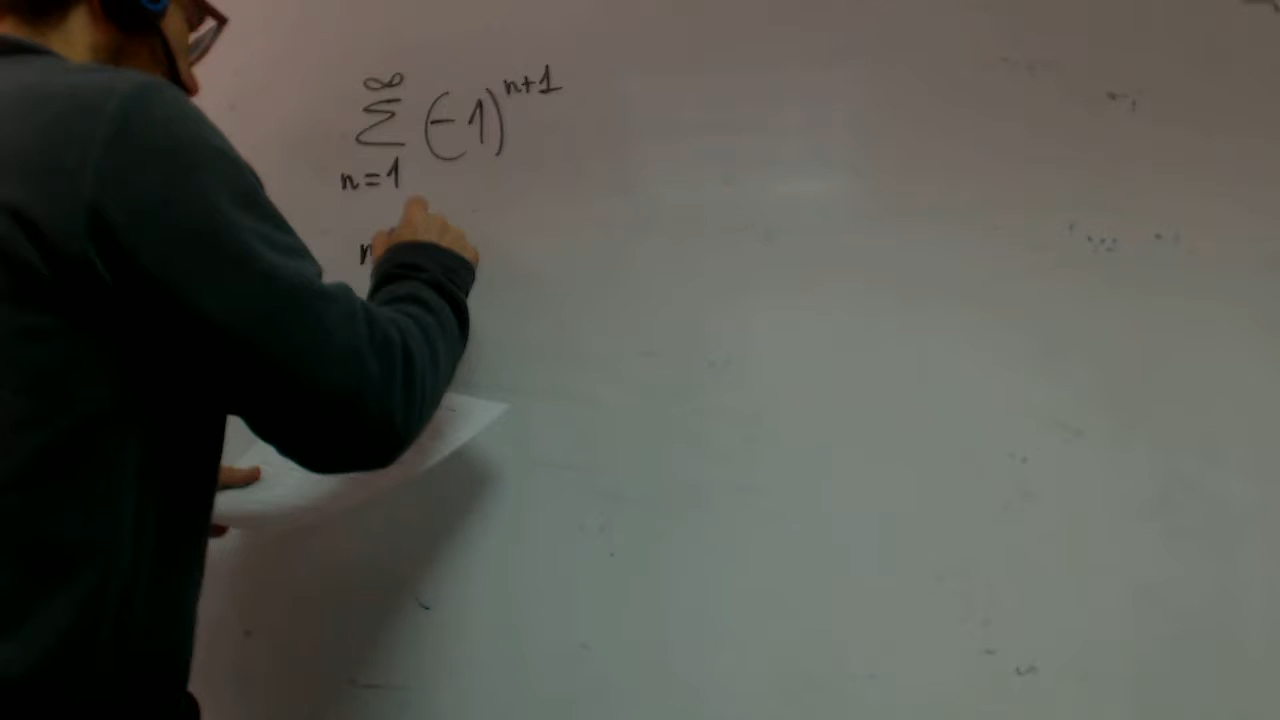 ∞
∑ (-1)^{n+1}
n=1
n